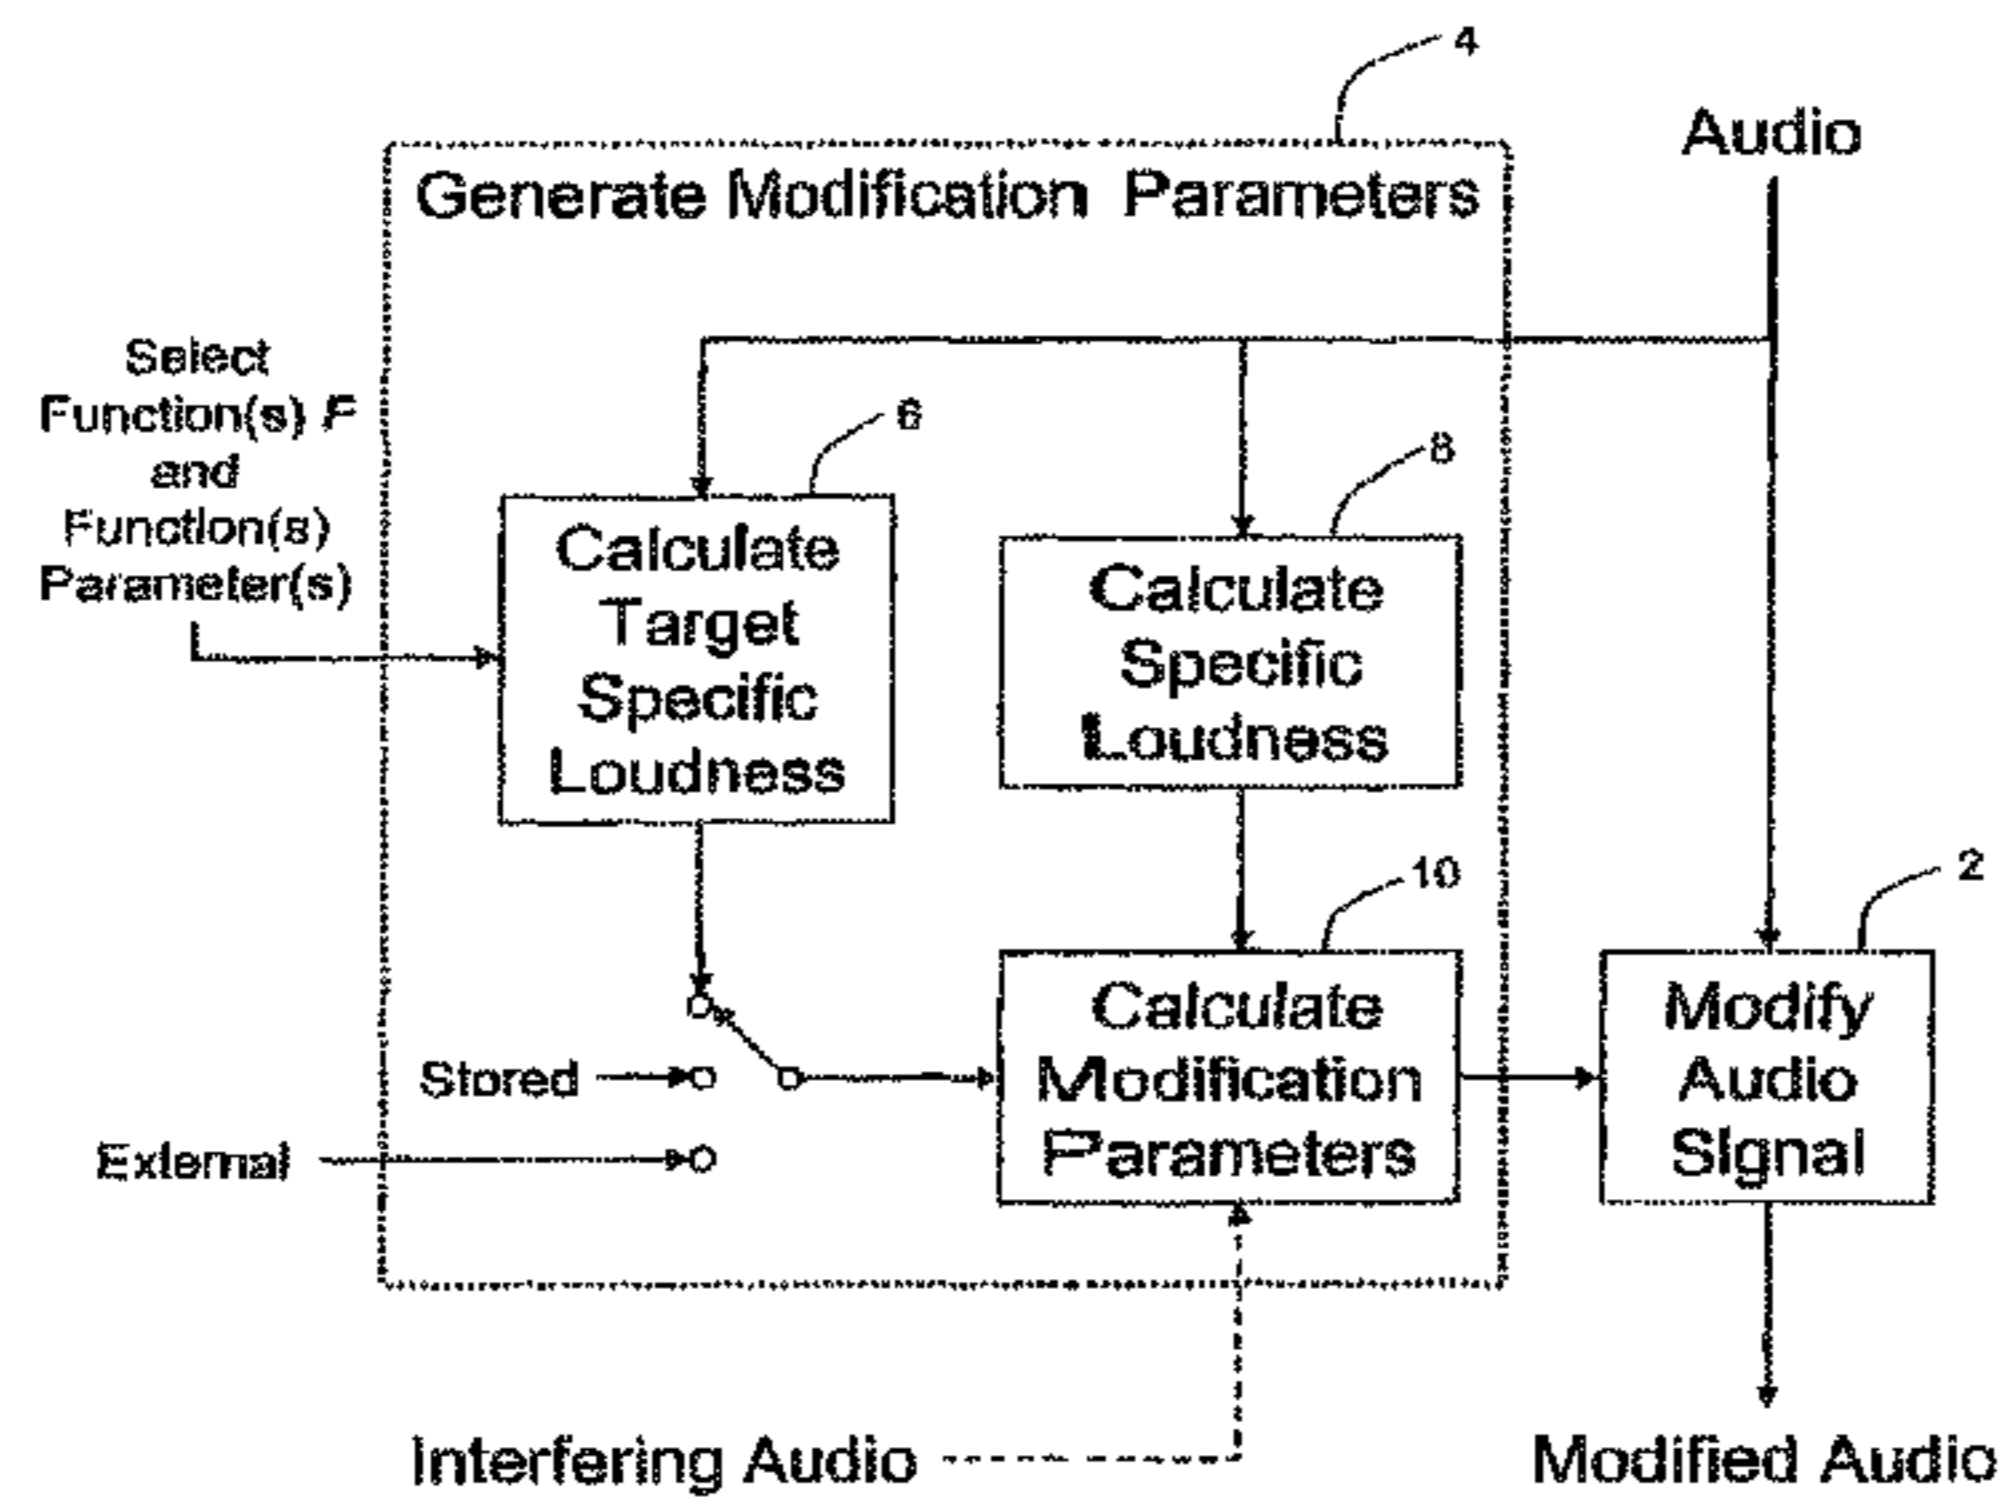 4
Audio
Generate Modification Parameters
Select
Function(s) F
and
Function(s)
Parameter(s)
6
Calculate
Target
Specific
Loudness
8
Calculate
Specific
Loudness
10
Calculate
Modification
Parameters
2
Modify
Audio
Signal
Stored
External
Interfering Audio
Modified Audio